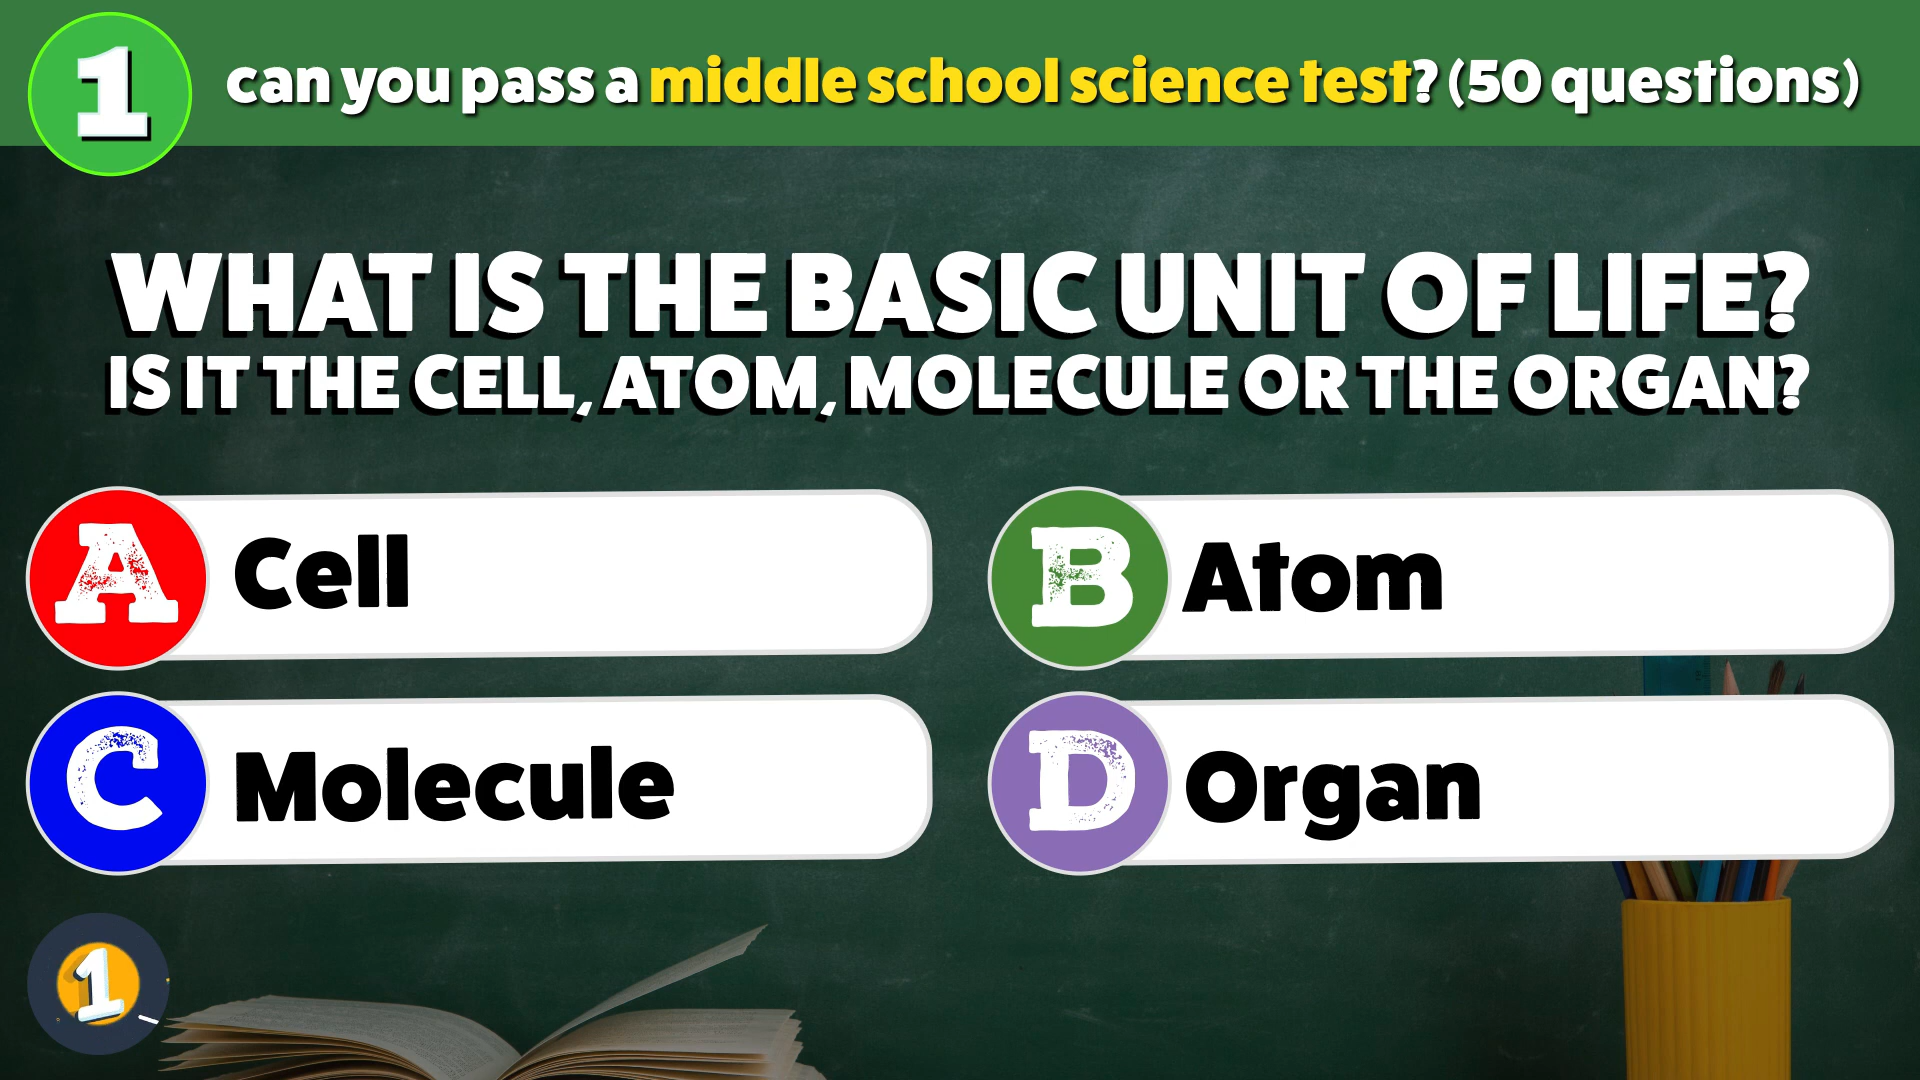 1
can you pass a middle school science test? (50 questions)
WHAT IS THE BASIC UNIT OF LIFE?
IS IT THE CELL, ATOM, MOLECULE OR THE ORGAN?
A Cell
B Atom
C Molecule
D Organ
1